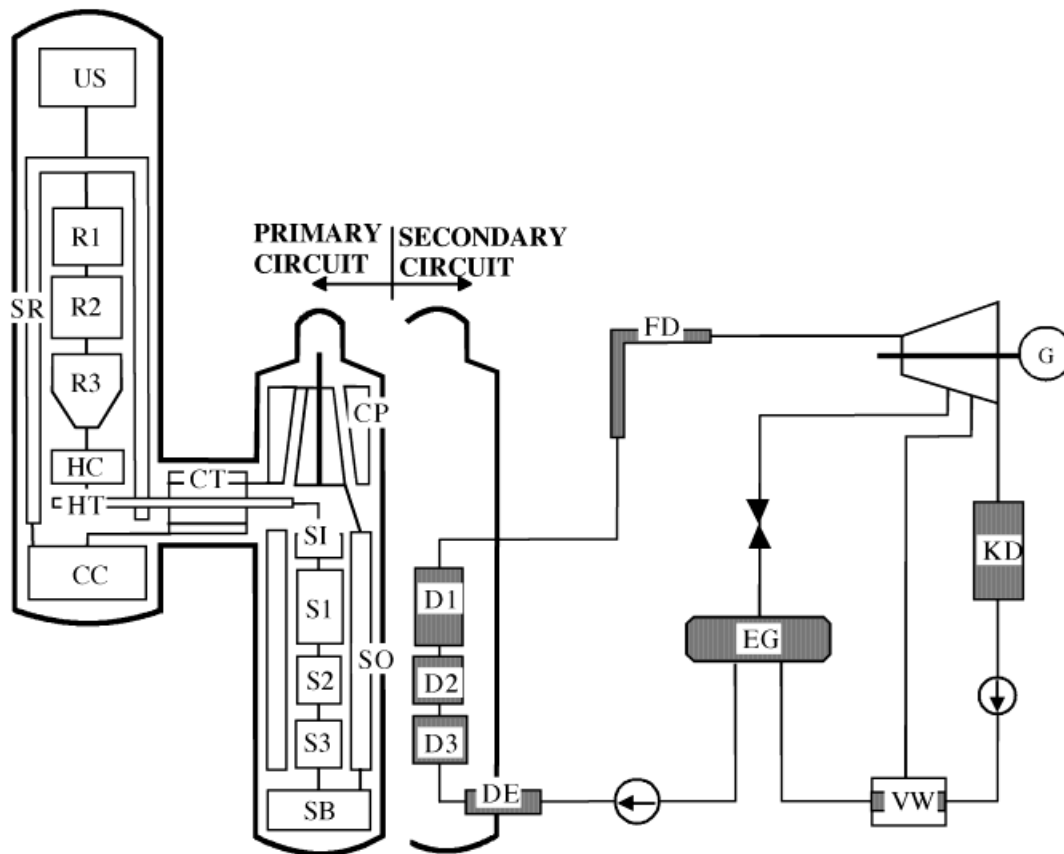 US
PRIMARY
CIRCUIT
SECONDARY
CIRCUIT
R1
R2
SR
R3
FD
G
CP
HC
CT
HT
SI
KD
CC
D1
S1
EG
SO
S2
D2
S3
D3
DE
VW
SB